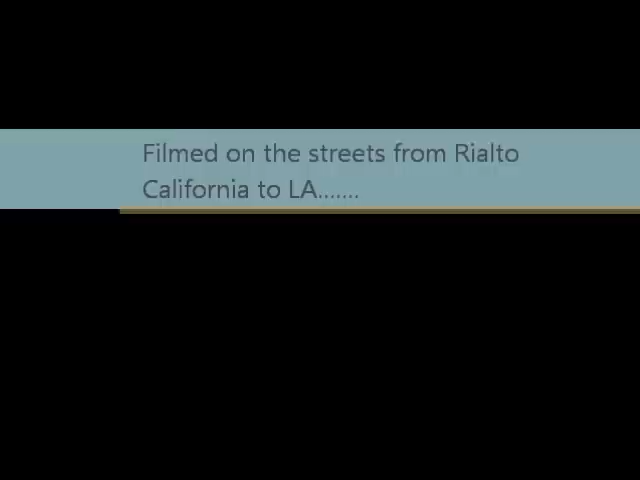 Filmed on the streets from Rialto
California to LA.......